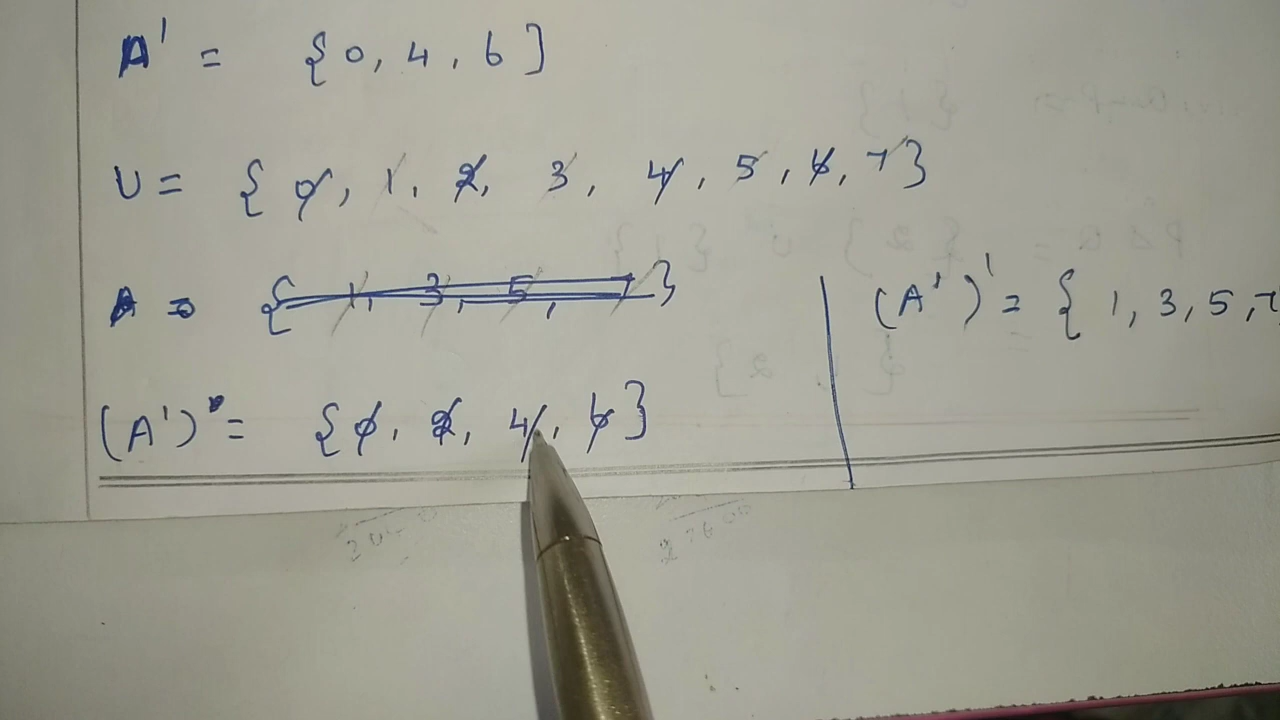 A' = {0, 4, 6}
U = {0, 1, 2, 3, 4, 5, 6, 7}
A = {1, 3, 5, 7}
(A')' = {1, 3, 5, 7
(A')' = {0, 2, 4, 6}